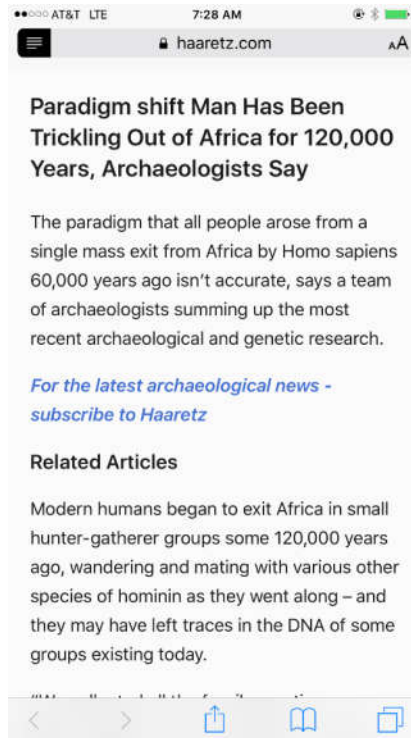 AT&T LTE 7:28 AM
haaretz.com AA
Paradigm shift Man Has Been
Trickling Out of Africa for 120,000
Years, Archaeologists Say
The paradigm that all people arose from a
single mass exit from Africa by Homo sapiens
60,000 years ago isn’t accurate, says a team
of archaeologists summing up the most
recent archaeological and genetic research.
For the latest archaeological news -
subscribe to Haaretz
Related Articles
Modern humans began to exit Africa in small
hunter-gatherer groups some 120,000 years
ago, wandering and mating with various other
species of hominin as they went along – and
they may have left traces in the DNA of some
groups existing today.